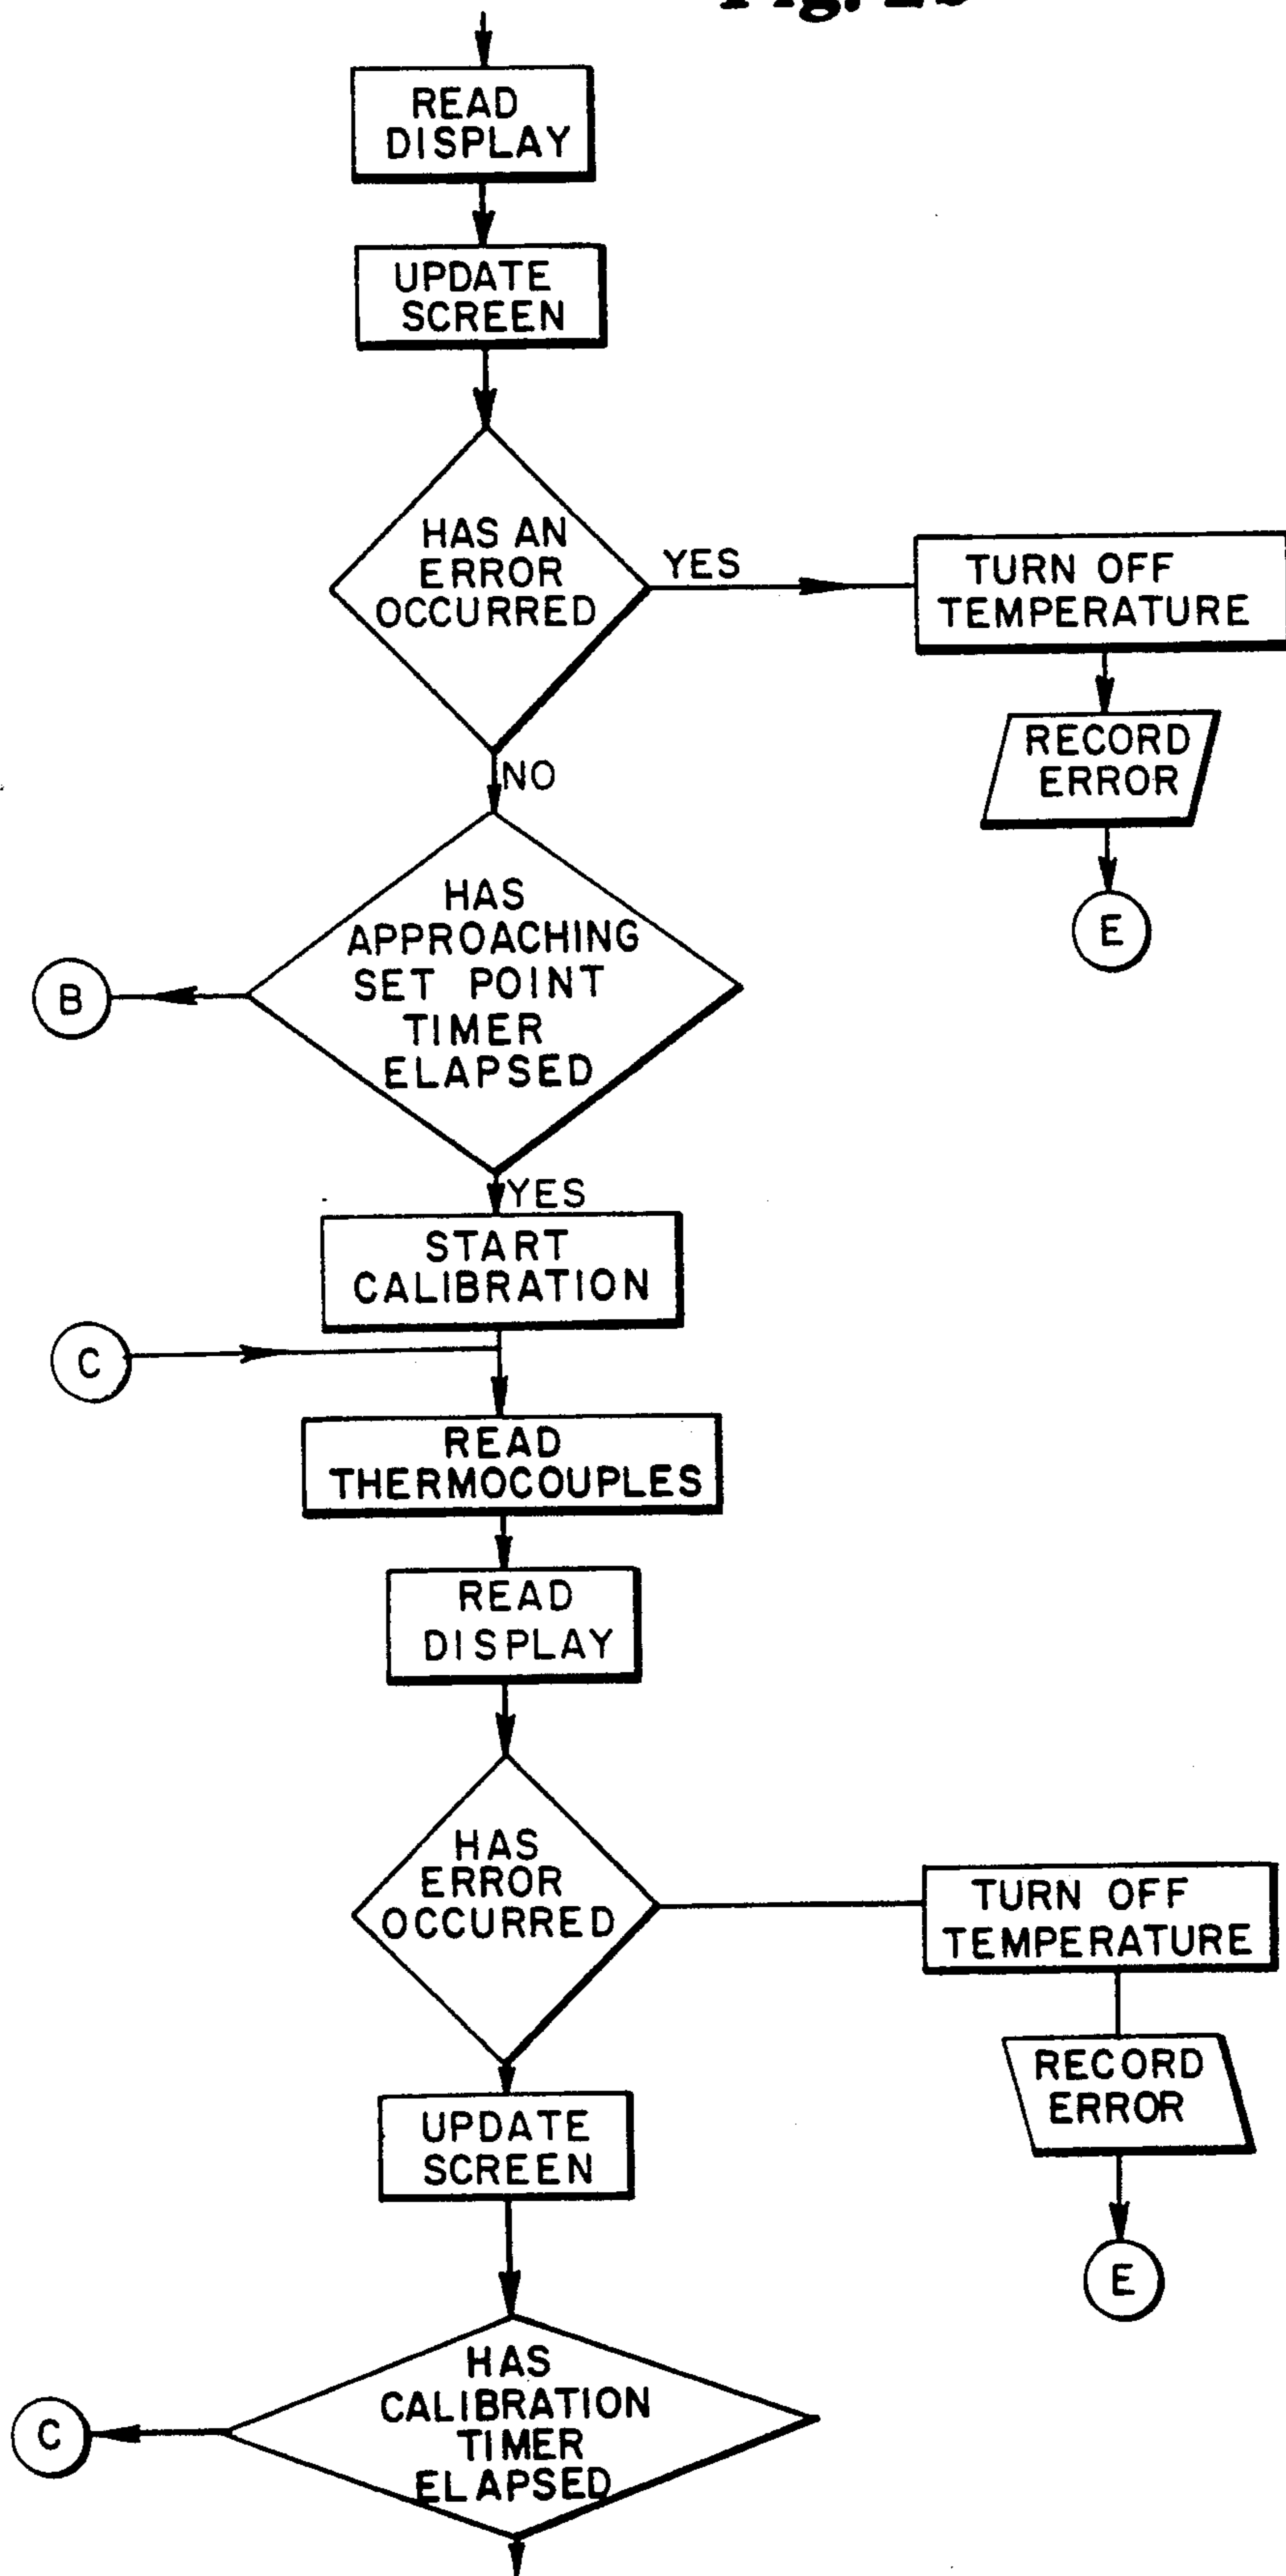 READ
DISPLAY
UPDATE
SCREEN
HAS AN
ERROR
OCCURRED
YES
TURN OFF
TEMPERATURE
RECORD
ERROR
E
NO
HAS
APPROACHING
SET POINT
TIMER
ELAPSED
B
YES
START
CALIBRATION
C
READ
THERMOCOUPLES
READ
DISPLAY
HAS
ERROR
OCCURRED
TURN OFF
TEMPERATURE
RECORD
ERROR
E
UPDATE
SCREEN
HAS
CALIBRATION
TIMER
ELAPSED
C